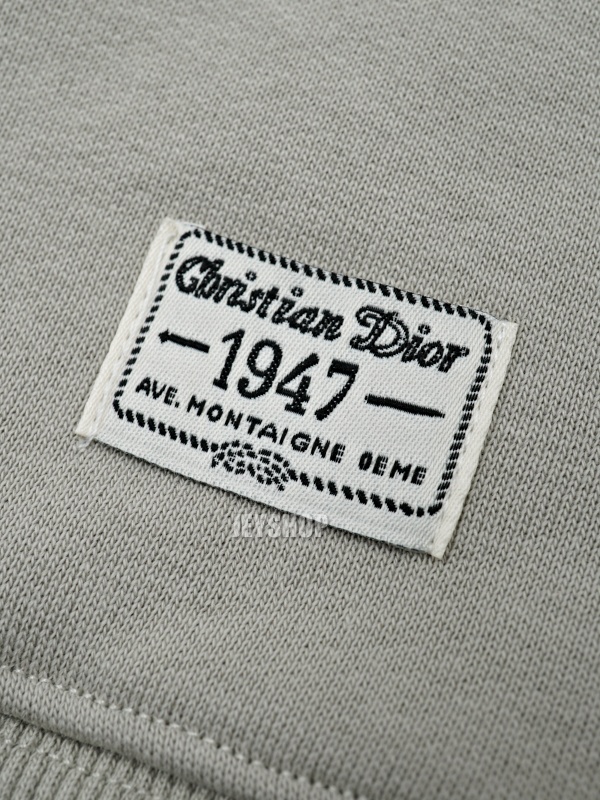 Christian Dior
1947
AVE. MONTAIGNE 8EME
JEYSHOP